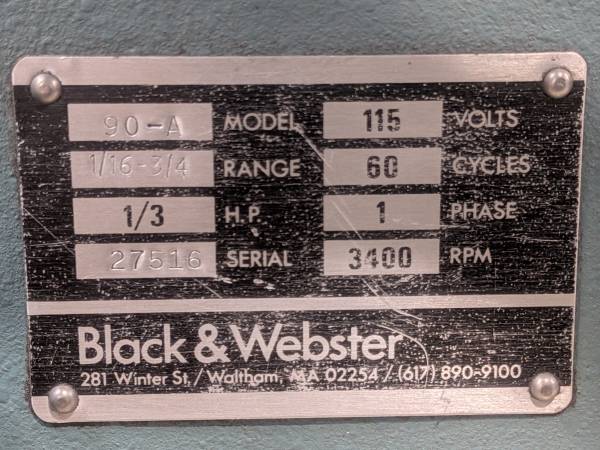 90-A MODEL 115 VOLTS
1/16-3/4 RANGE 60 CYCLES
1/3 H.P. 1 PHASE
27516 SERIAL 3400 RPM
Black & Webster
281 Winter St. / Waltham, MA 02254 / (617) 890-9100